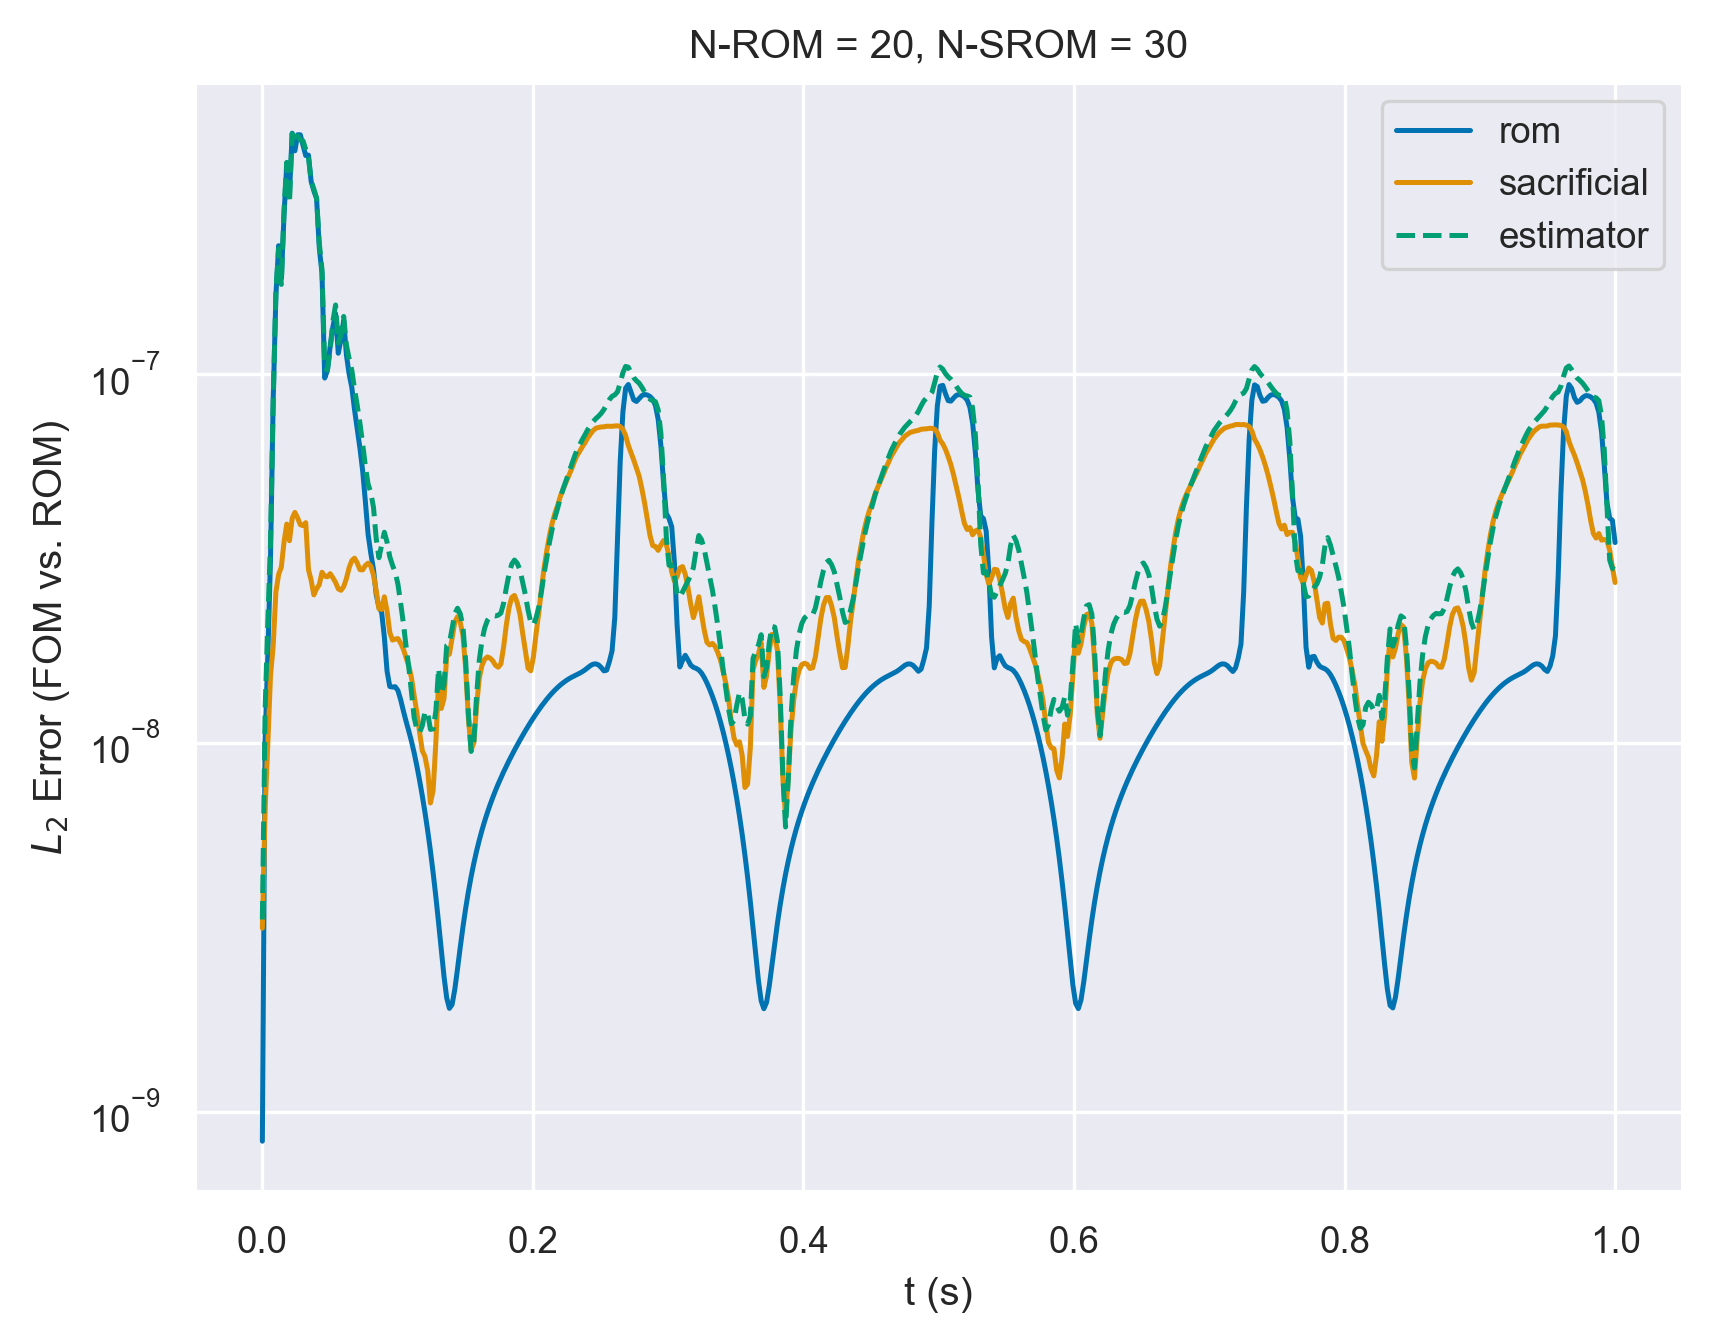 N-ROM = 20, N-SROM = 30
rom
sacrificial
estimator
L₂ Error (FOM vs. ROM)
10⁻⁷
10⁻⁸
10⁻⁹
0.0 0.2 0.4 0.6 0.8 1.0
t (s)